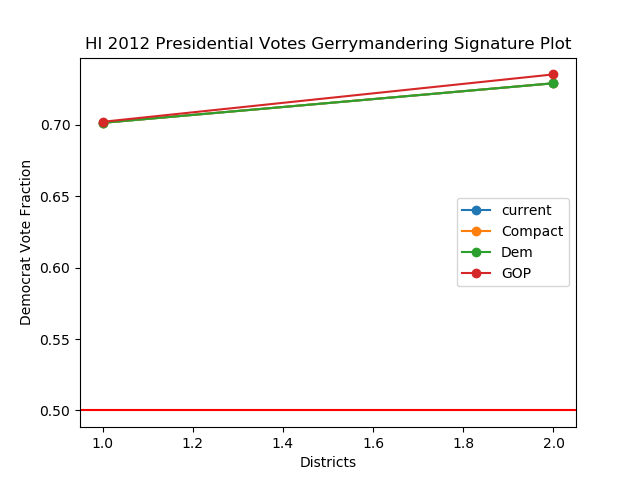 HI 2012 Presidential Votes Gerrymandering Signature Plot
Democrat Vote Fraction
0.70
0.65
0.60
0.55
0.50
current
Compact
Dem
GOP
1.0 1.2 1.4 1.6 1.8 2.0
Districts